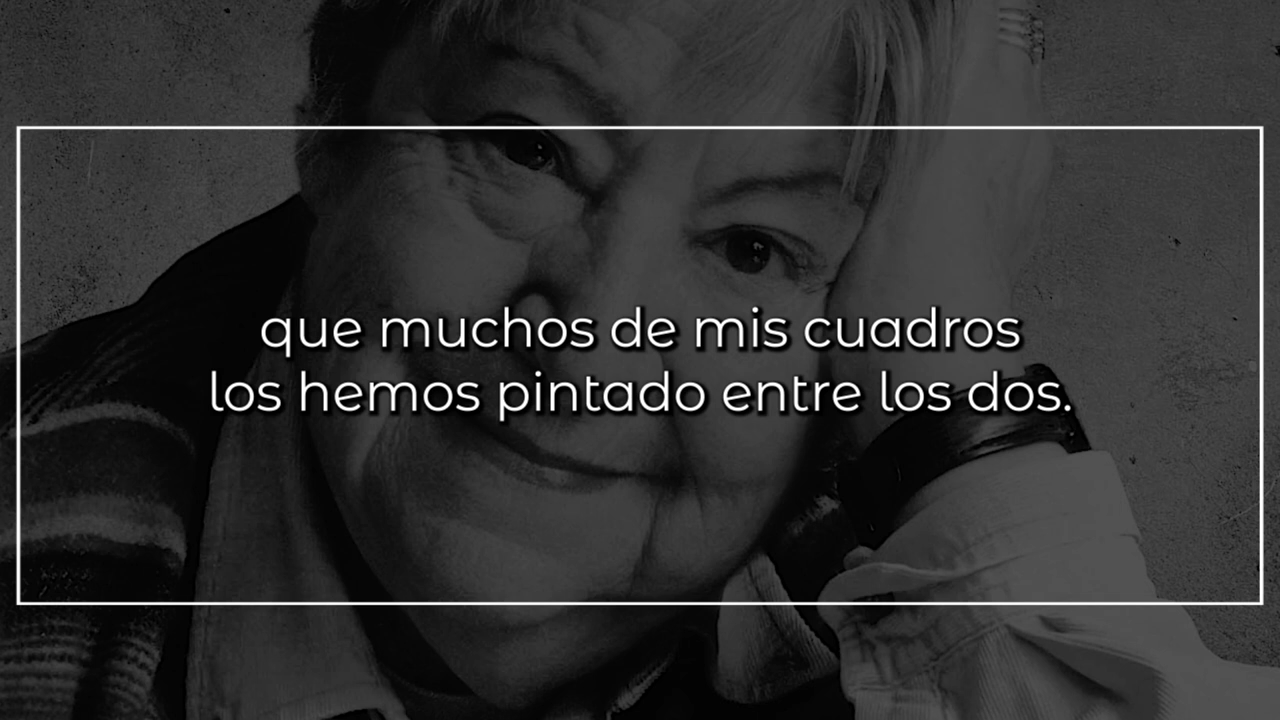 que muchos de mis cuadros
los hemos pintado entre los dos.